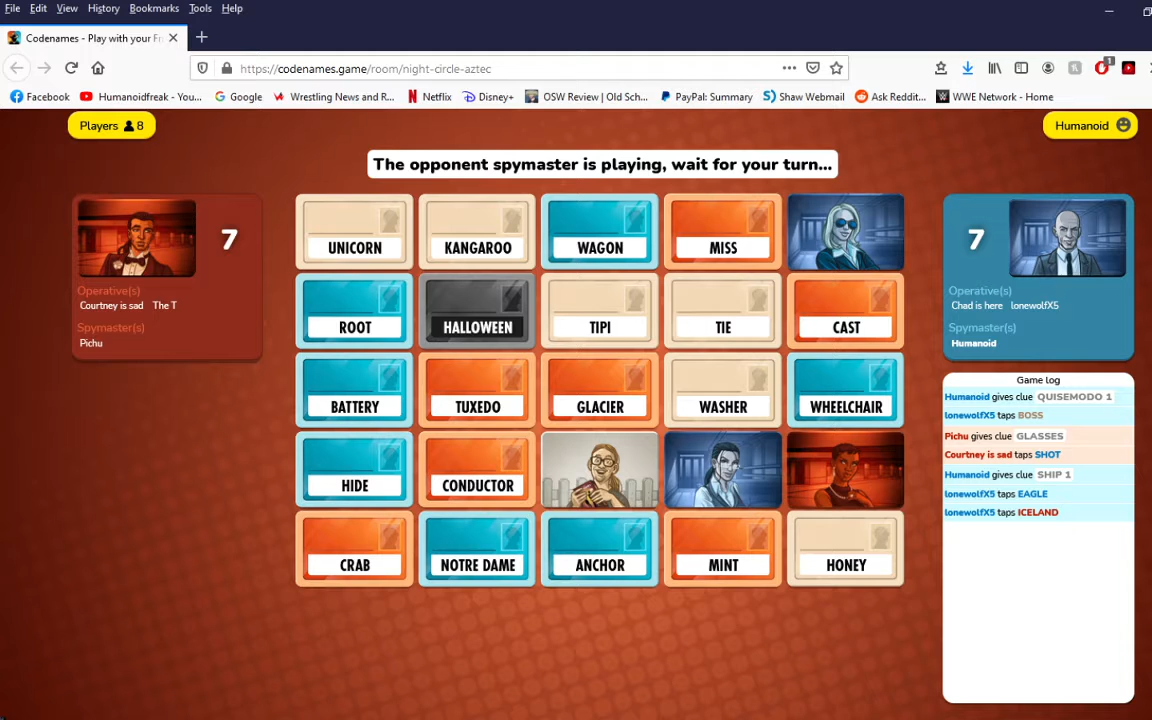 File Edit View History Bookmarks Tools Help
Codenames - Play with your Fr
https://codenames.game/room/night-circle-aztec
1
Facebook Humanoidfreak - You... Google Wrestling News and R... Netflix Disney+ OSW Review | Old Sch... PayPal: Summary Shaw Webmail Ask Reddit... WWE Network - Home
Players 8
Humanoid
The opponent spymaster is playing, wait for your turn...
7
Operative(s)
Courtney is sad The T
Spymaster(s)
Pichu
UNICORN KANGAROO WAGON MISS
ROOT HALLOWEEN TIPI TIE CAST
BATTERY TUXEDO GLACIER WASHER WHEELCHAIR
HIDE CONDUCTOR
CRAB NOTRE DAME ANCHOR MINT HONEY
7
Operative(s)
Chad is here lonewolfX5
Spymaster(s)
Humanoid
Game log
Humanoid gives clue QUISEMODO 1
lonewolfX5 taps BOSS
Pichu gives clue GLASSES
Courtney is sad taps SHOT
Humanoid gives clue SHIP 1
lonewolfX5 taps EAGLE
lonewolfX5 taps ICELAND